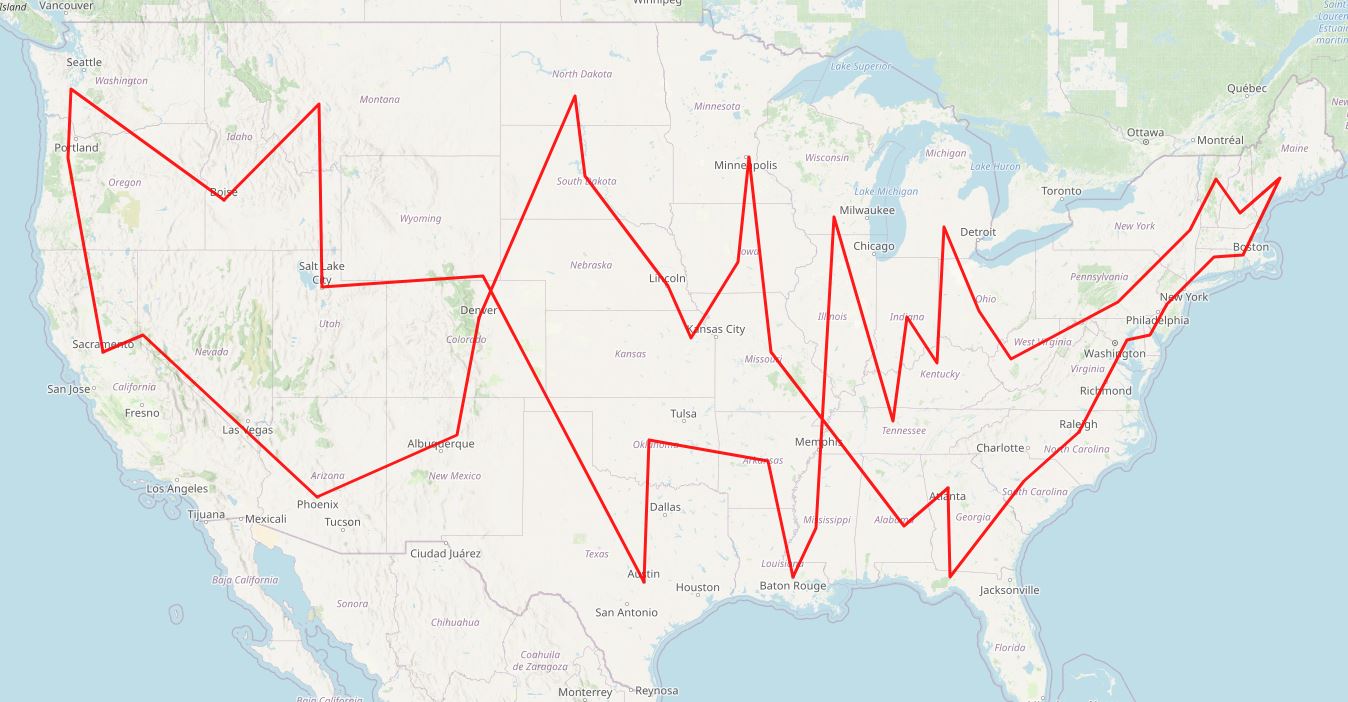 Vancouver
Island
Winnipeg
Saint-
Lauren
Estuair
maritim
Seattle
Washington
North Dakota
Montana
Lake Superior
Minnesota
Québec
Ottawa
Montréal
Maine
New
Portland
Idaho
Oregon
Boise
South Dakota
Minneapolis
Wisconsin
Michigan
Lake Huron
Toronto
Lake Michigan
Wyoming
Milwaukee
New York
Detroit
Chicago
Boston
Salt Lake
City
Nebraska
Iowa
Lincoln
Pennsylvania
Ohio
New York
Denver
Utah
Illinois
Indiana
Philadelphia
Kansas City
Sacramento
Nevada
Colorado
Kansas
Missouri
West Virginia
Washington
Kentucky
Virginia
San Jose
California
Richmond
Fresno
Tulsa
Las Vegas
Tennessee
Raleigh
Albuquerque
Oklahoma
Memphis
Charlotte
North Carolina
Arkansas
Arizona
New Mexico
Los Angeles
Phoenix
Atlanta
South Carolina
Dallas
Tijuana
Mexicali
Tucson
Mississippi
Alabama
Georgia
Ciudad Juárez
Texas
Louisiana
Baja California
Austin
Houston
Baton Rouge
Jacksonville
Sonora
San Antonio
Chihuahua
Florida
Coahuila
de Zaragoza
Monterrey
Reynosa
Baja California